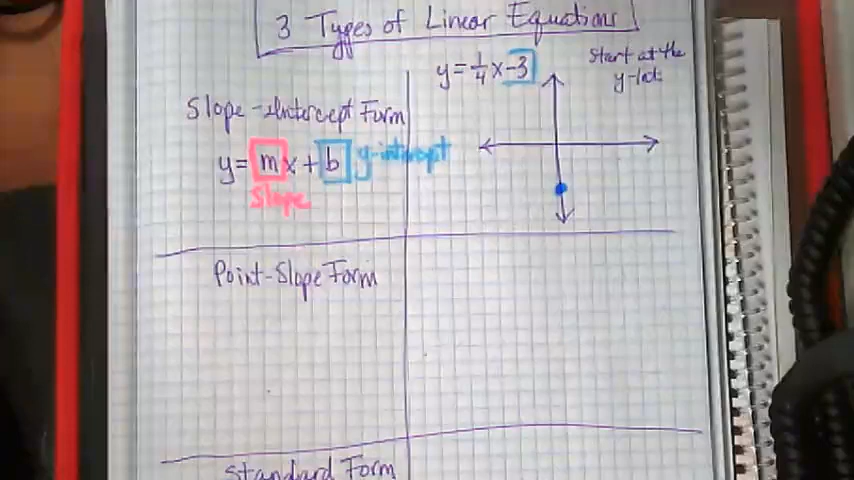 3 Types of Linear Equations
Slope-Intercept Form
y = mx + b y-intercept
Slope
y = 1/4 x - 3
Start at the
y-int.
Point-Slope Form
Standard Form